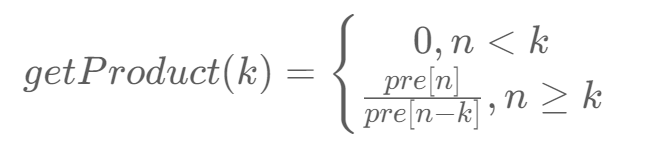 0, n < k
getProduct(k) = {
pre[n]
pre[n−k], n ≥ k